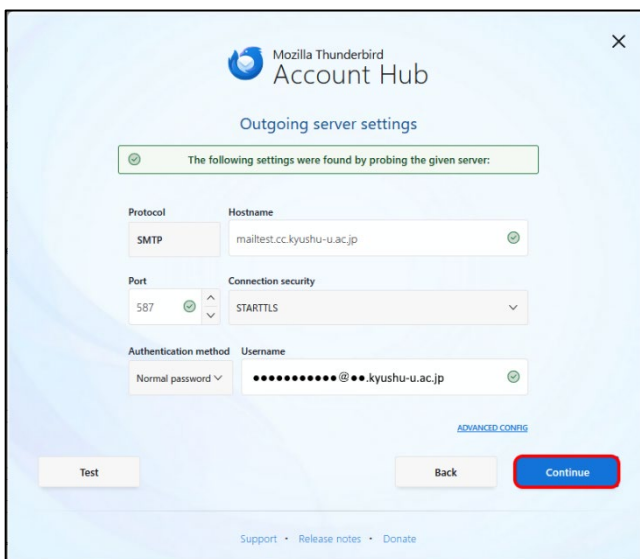 Mozilla Thunderbird
Account Hub
Outgoing server settings
The following settings were found by probing the given server:
Protocol Hostname
SMTP mailtest.cc.kyushu-u.ac.jp
Port Connection security
587 STARTTLS
Authentication method Username
Normal password ●●●●●●●●●●●@●●.kyushu-u.ac.jp
ADVANCED CONFIG
Test Back Continue
Support • Release notes • Donate